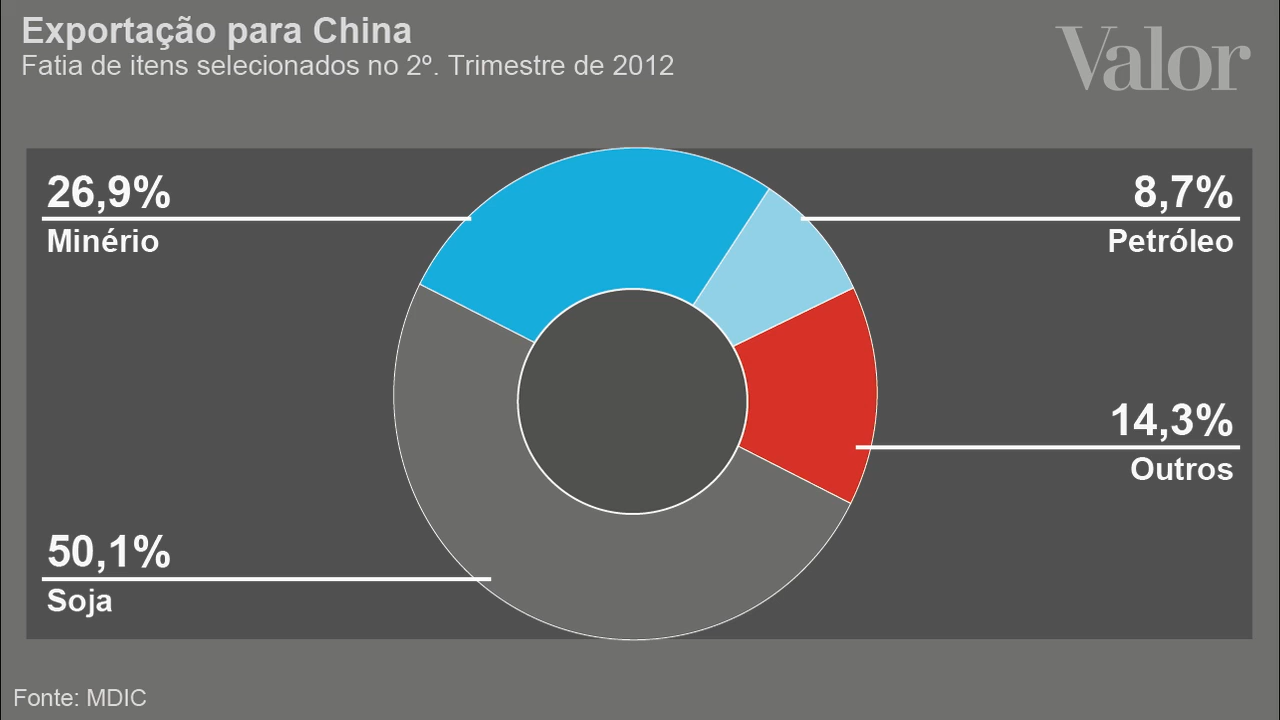 Exportação para China
Fatia de itens selecionados no 2º. Trimestre de 2012
Valor
26,9%
Minério
8,7%
Petróleo
14,3%
Outros
50,1%
Soja
Fonte: MDIC